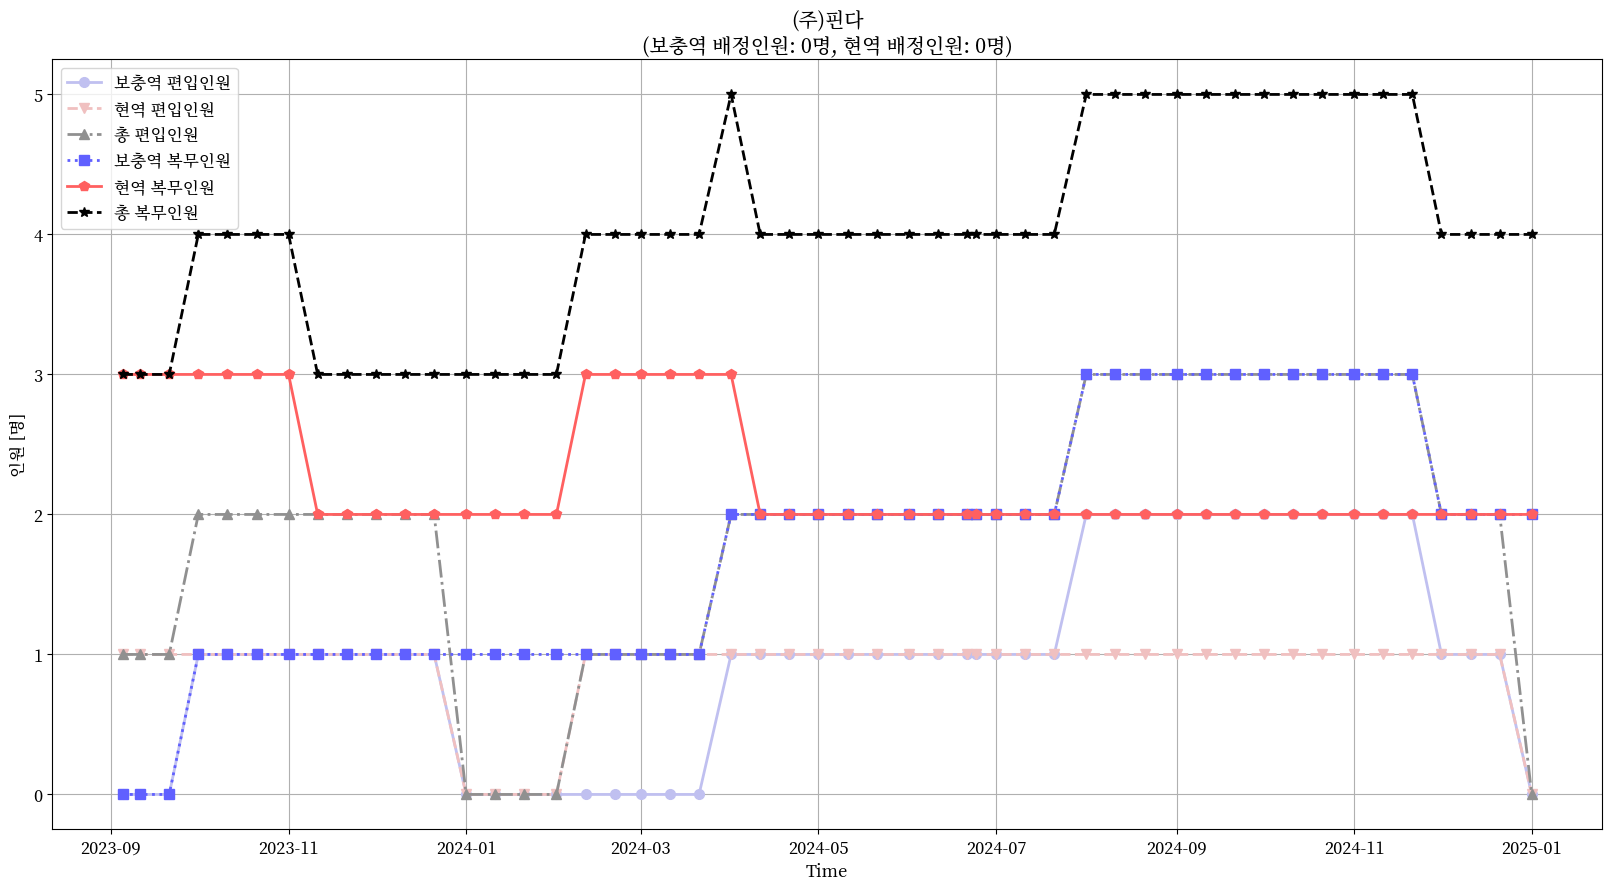 (주)핀다
(보충역 배정인원: 0명, 현역 배정인원: 0명)
보충역 편입인원
현역 편입인원
총 편입인원
보충역 복무인원
현역 복무인원
총 복무인원
인원 [명]
5
4
3
2
1
0
2023-09
2023-11
2024-01
2024-03
2024-05
2024-07
2024-09
2024-11
2025-01
Time